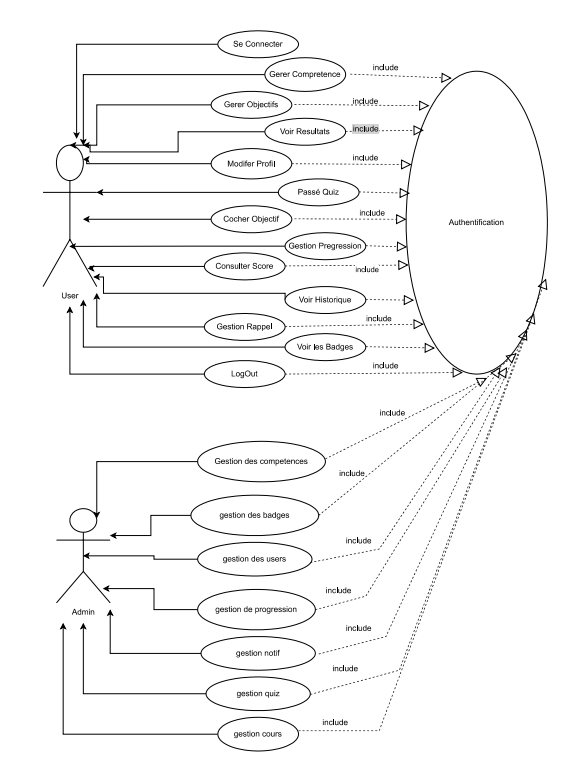 Se Connecter
include
Gerer Competence
Gerer Objectifs
include
Voir Resultats
include
Modifer Profil
include
Passé Quiz
Cocher Objectif
include
Authentification
Gestion Pregression
Consulter Score
include
User
Voir Historique
Gestion Rappel
include
Voir les Badges
include
LogOut
include
Gestion des competences
include
gestion des badges
include
gestion des users
include
Admin
gestion de progression
include
gestion notif
include
gestion quiz
include
gestion cours
include